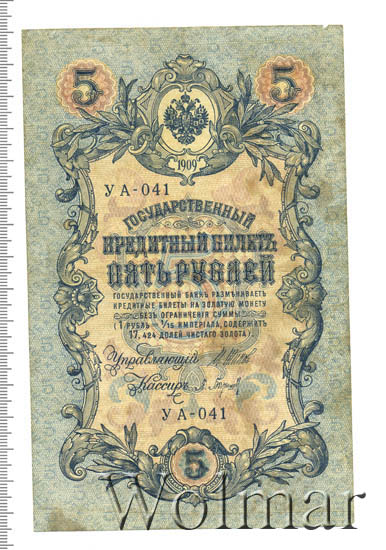 5 5
1909
УА-041
ГОСУДАРСТВЕННЫЙ
КРЕДИТНЫЙ БИЛЕТЪ
ПЯТЬ РУБЛЕЙ
ГОСУДАРСТВЕННЫЙ БАНКЪ РАЗМѢНИВАЕТЪ
КРЕДИТНЫЕ БИЛЕТЫ НА ЗОЛОТУЮ МОНЕТУ
БЕЗЪ ОГРАНИЧЕНІЯ СУММЫ
(1 РУБЛЬ = 1/15 ИМПЕРІАЛА, СОДЕРЖИТЪ
17,424 ДОЛЕЙ ЧИСТАГО ЗОЛОТА).
Управляющій
Кассиръ
УА-041
5
Wolmar